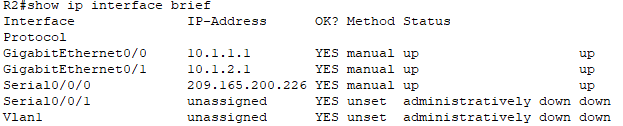 R2#show ip interface brief
Interface IP-Address OK? Method Status
Protocol
GigabitEthernet0/0 10.1.1.1 YES manual up up
GigabitEthernet0/1 10.1.2.1 YES manual up up
Serial0/0/0 209.165.200.226 YES manual up up
Serial0/0/1 unassigned YES unset administratively down down
Vlan1 unassigned YES unset administratively down down